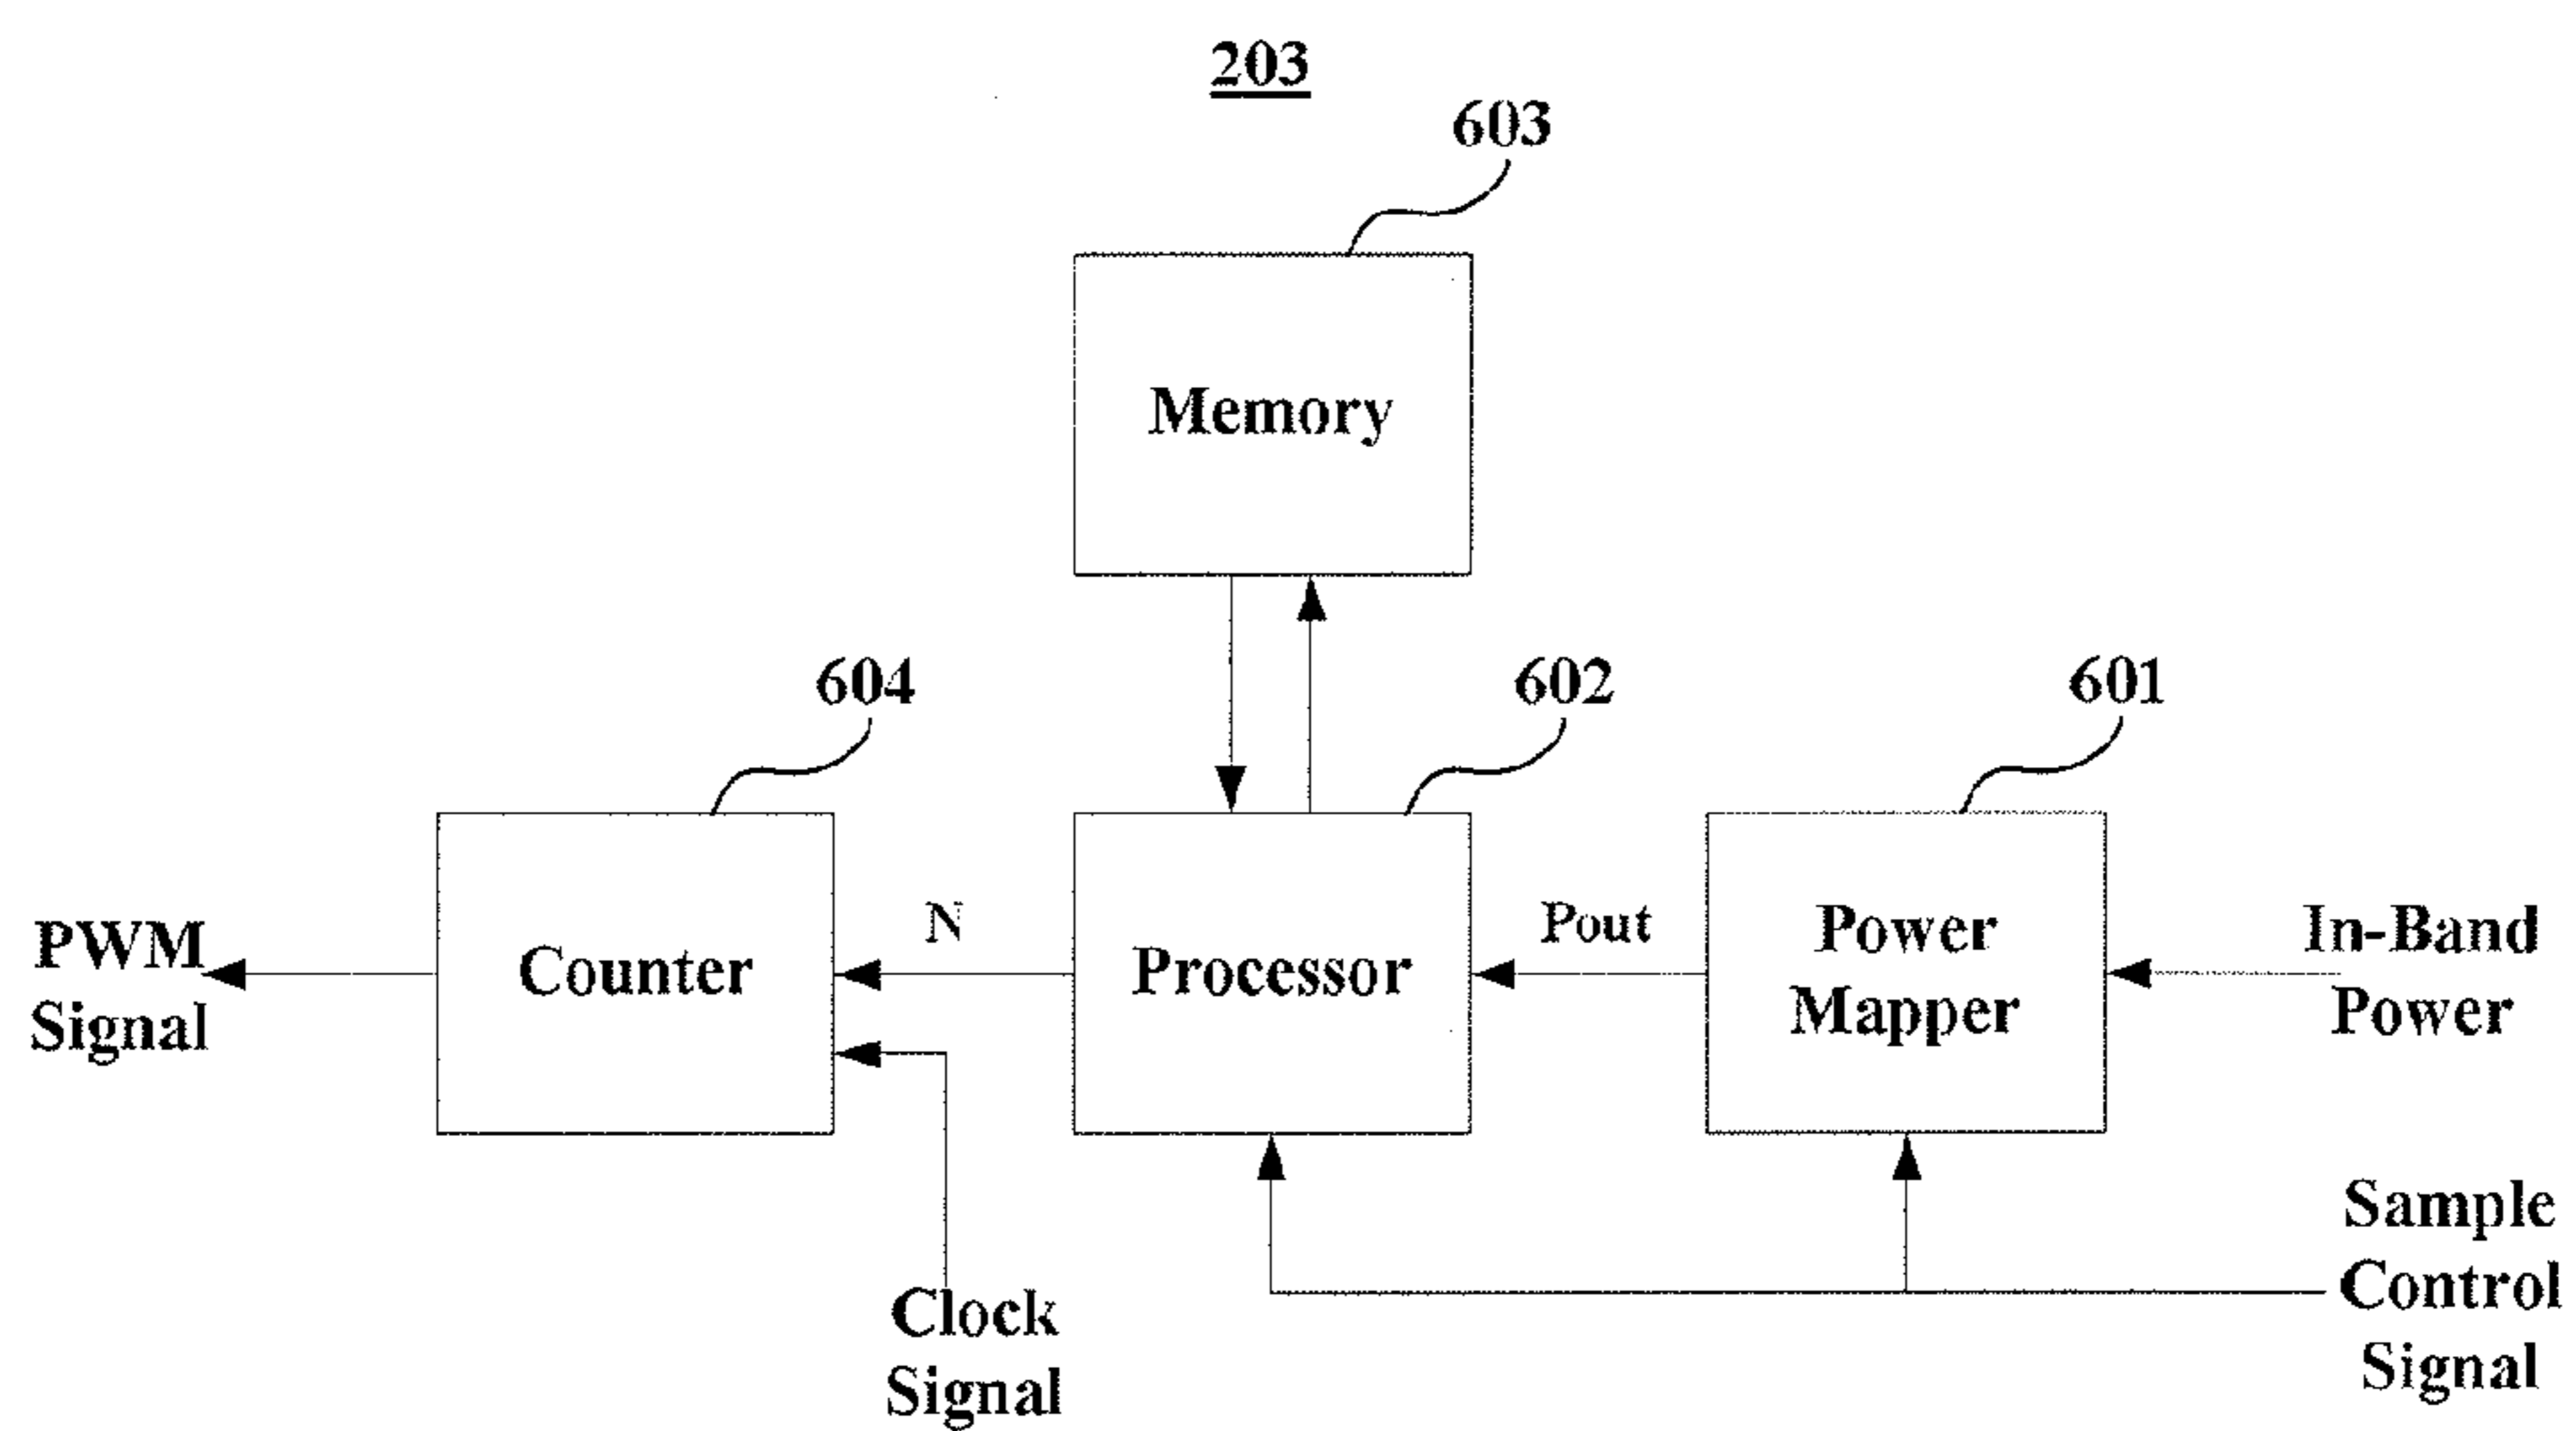 203
603
Memory
604
602
601
PWM
Signal
Counter
N
Processor
Pout
Power
Mapper
In-Band
Power
Clock
Signal
Sample
Control
Signal